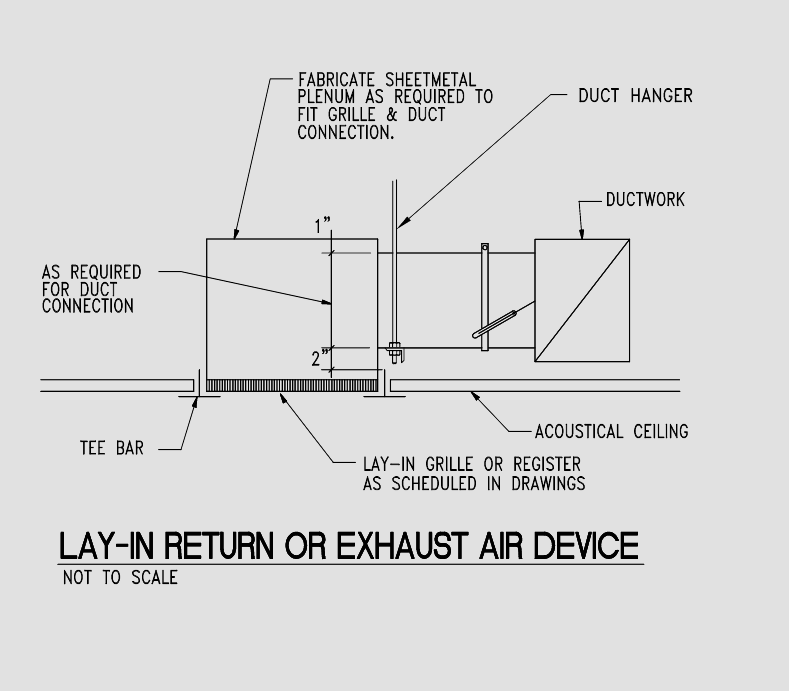 FABRICATE SHEETMETAL
PLENUM AS REQUIRED TO
FIT GRILLE & DUCT
CONNECTION.
DUCT HANGER
DUCTWORK
1"
AS REQUIRED
FOR DUCT
CONNECTION
2"
TEE BAR
ACOUSTICAL CEILING
LAY-IN GRILLE OR REGISTER
AS SCHEDULED IN DRAWINGS
LAY-IN RETURN OR EXHAUST AIR DEVICE
NOT TO SCALE